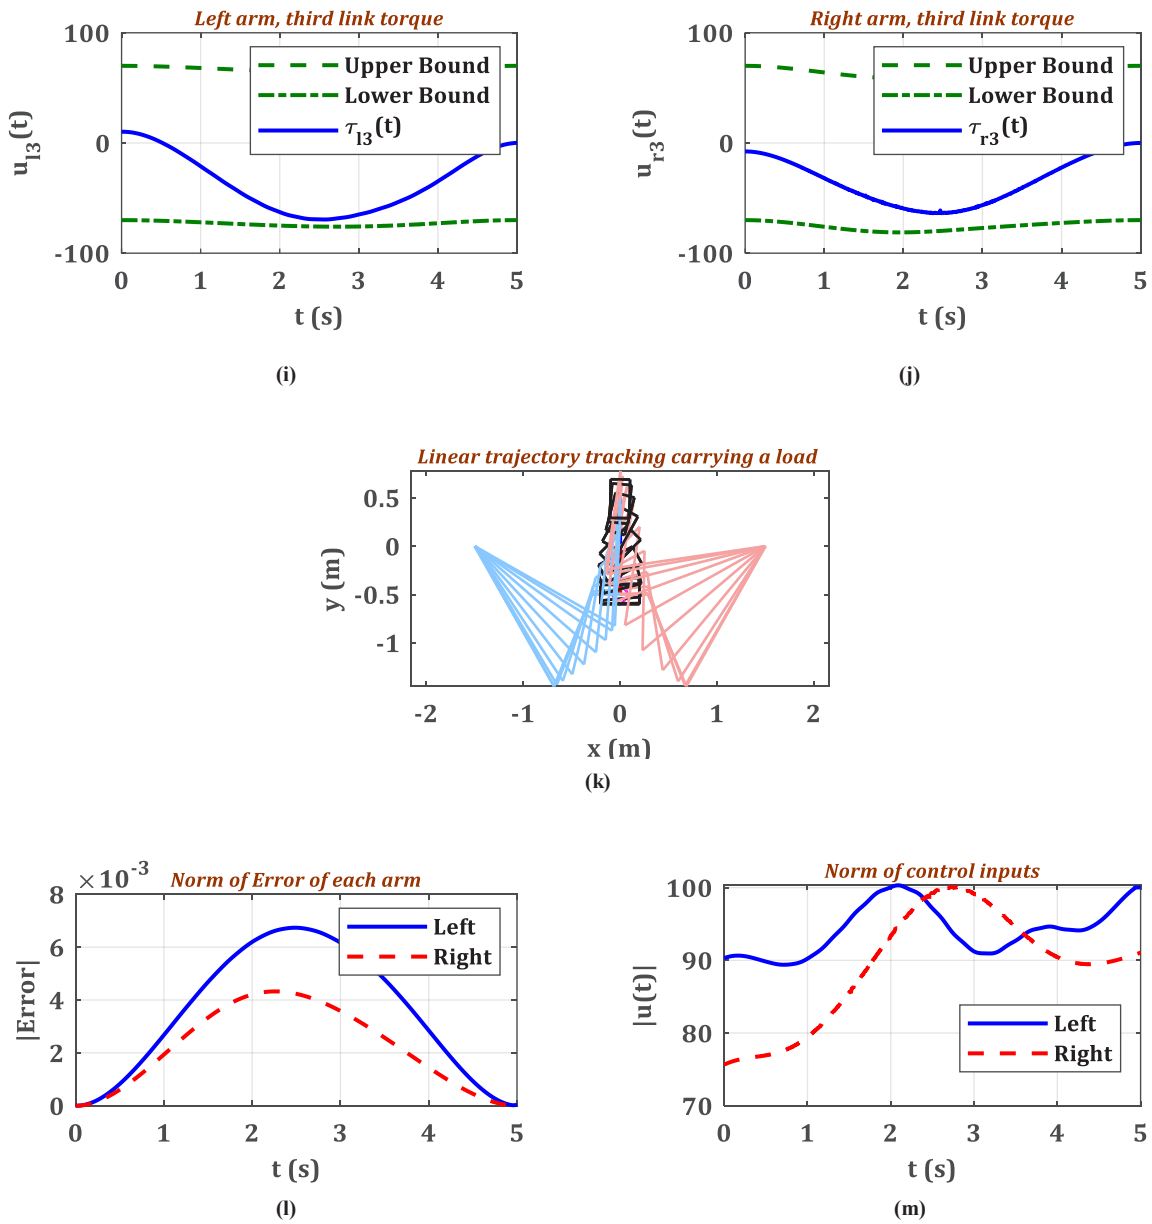 Left arm, third link torque
100
0
-100
u_l3(t)
Upper Bound
Lower Bound
τ_l3(t)
0 1 2 3 4 5
t (s)
(i)
Right arm, third link torque
100
0
-100
u_r3(t)
Upper Bound
Lower Bound
τ_r3(t)
0 1 2 3 4 5
t (s)
(j)
Linear trajectory tracking carrying a load
0.5
0
-0.5
-1
y (m)
-2 -1 0 1 2
x (m)
(k)
×10^-3
Norm of Error of each arm
8
6
4
2
0
|Error|
Left
Right
0 1 2 3 4 5
t (s)
(l)
Norm of control inputs
100
90
80
70
|u(t)|
Left
Right
0 1 2 3 4 5
t (s)
(m)